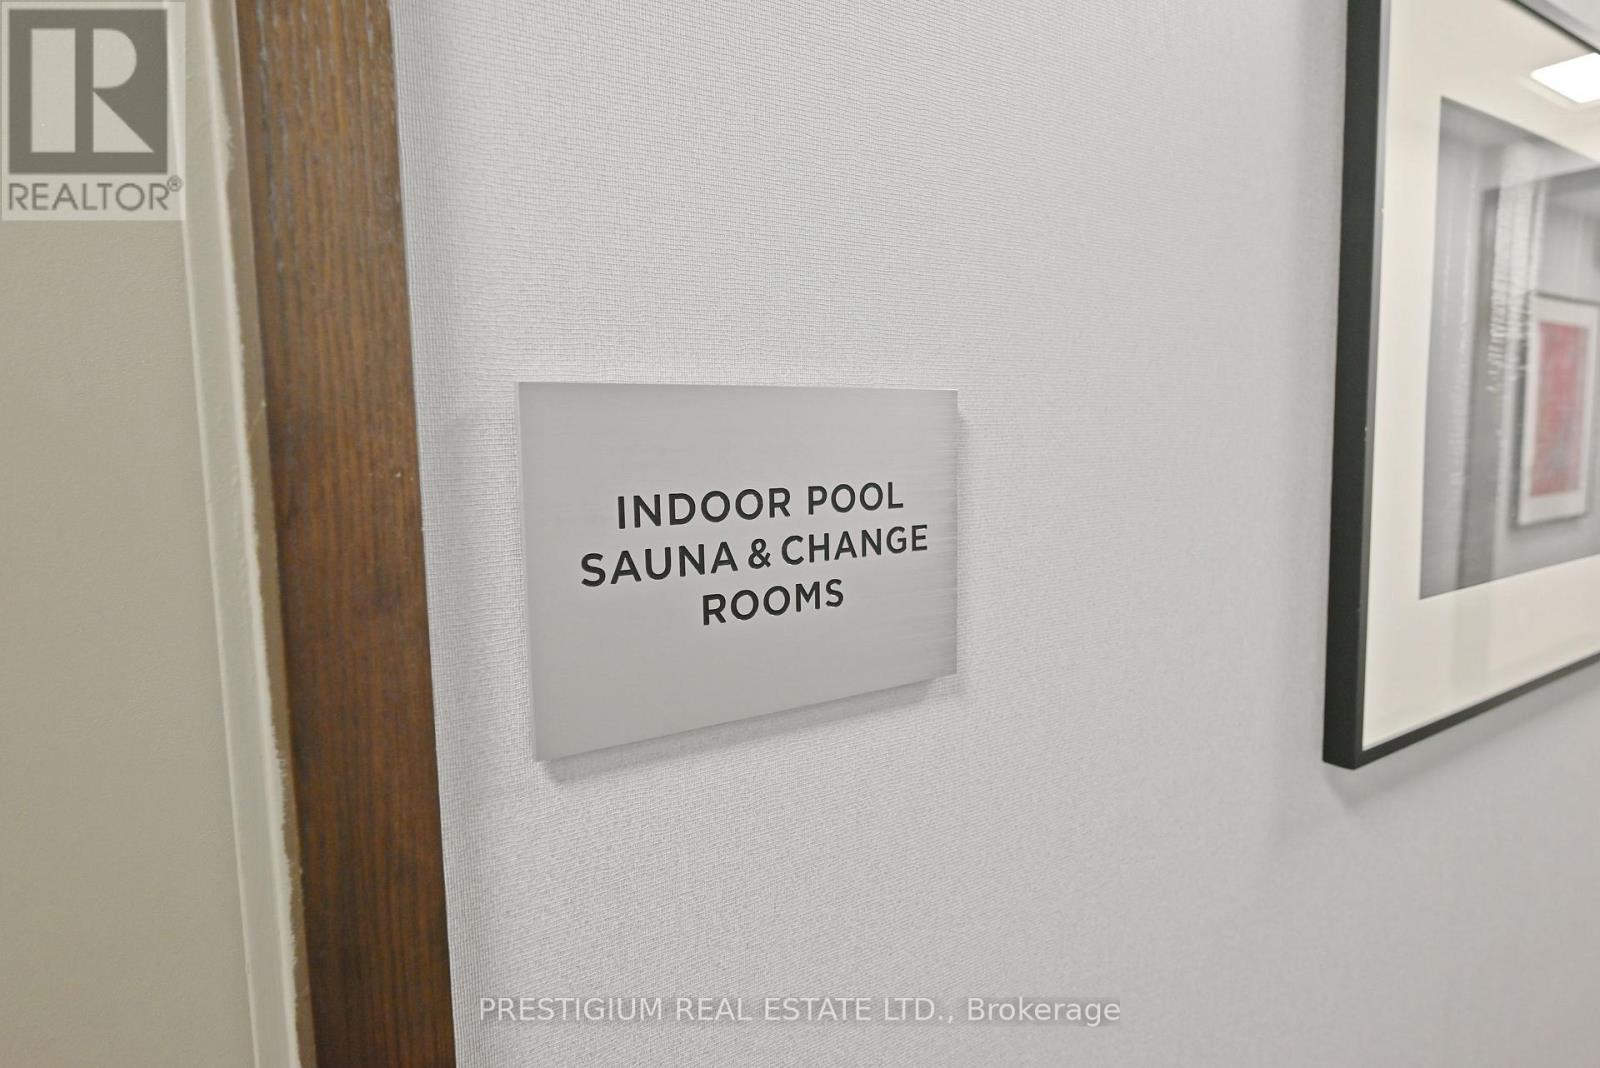 REALTOR®
INDOOR POOL
SAUNA & CHANGE
ROOMS
PRESTIGIUM REAL ESTATE LTD., Brokerage